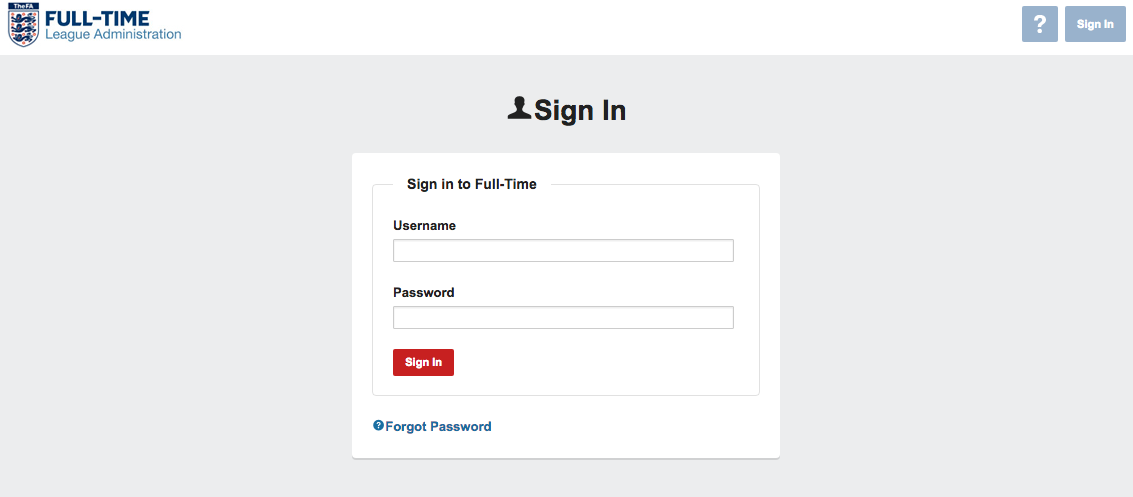 TheFA
FULL-TIME
League Administration
?
Sign In
Sign In
Sign in to Full-Time
Username
Password
Sign In
?Forgot Password